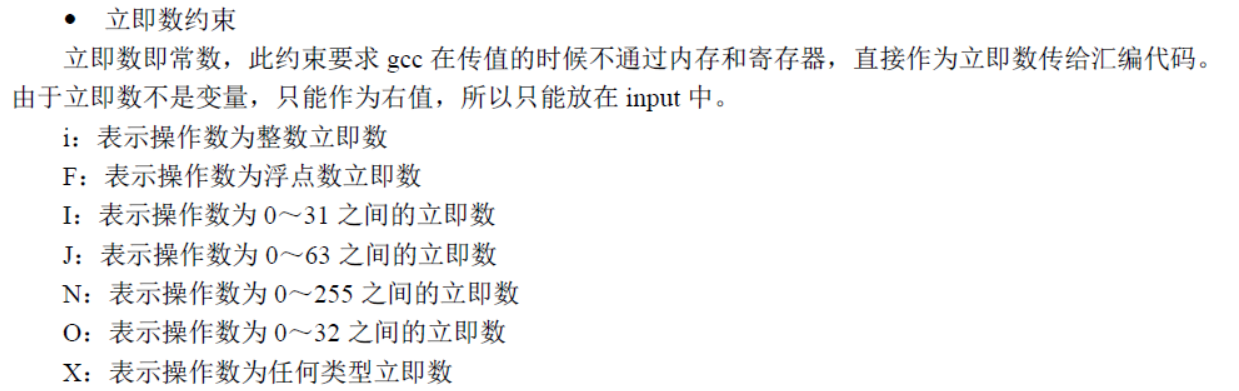 • 立即数约束
立即数即常数，此约束要求 gcc 在传值的时候不通过内存和寄存器，直接作为立即数传给汇编代码。
由于立即数不是变量，只能作为右值，所以只能放在 input 中。
i：表示操作数为整数立即数
F：表示操作数为浮点数立即数
I：表示操作数为 0～31 之间的立即数
J：表示操作数为 0～63 之间的立即数
N：表示操作数为 0～255 之间的立即数
O：表示操作数为 0～32 之间的立即数
X：表示操作数为任何类型立即数